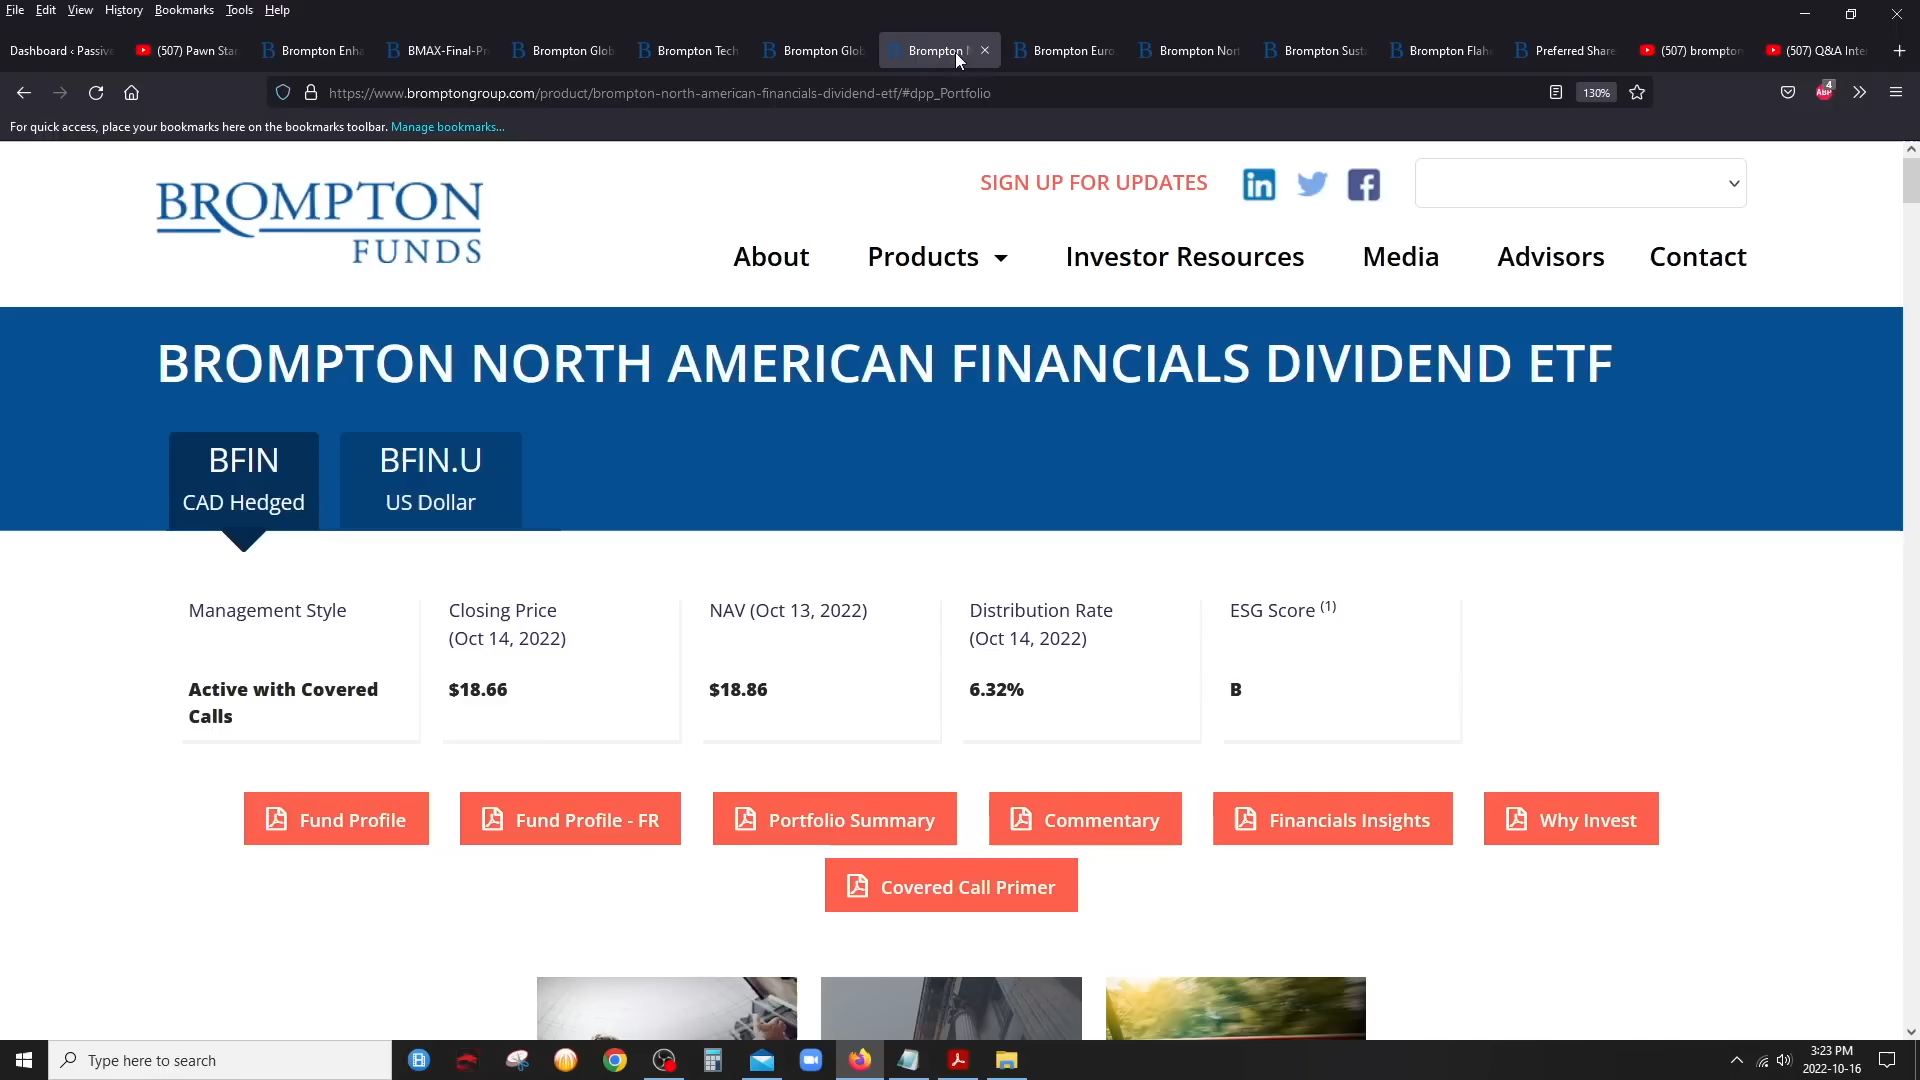 File Edit View History Bookmarks Tools Help
Dashboard ‹ Passive (507) Pawn Star Brompton Enha BMAX-Final-Pr Brompton Glob Brompton Tech Brompton Glob Brompton N Brompton Euro Brompton Nort Brompton Susta Brompton Flahe Preferred Share (507) brompton (507) Q&A Inte
https://www.bromptongroup.com/product/brompton-north-american-financials-dividend-etf/#dpp_Portfolio 130% ABP 4
For quick access, place your bookmarks here on the bookmarks toolbar. Manage bookmarks...
BROMPTON
FUNDS
SIGN UP FOR UPDATES
About Products Investor Resources Media Advisors Contact
BROMPTON NORTH AMERICAN FINANCIALS DIVIDEND ETF
BFIN BFIN.U
CAD Hedged US Dollar
Management Style Closing Price NAV (Oct 13, 2022) Distribution Rate ESG Score (1)
(Oct 14, 2022) (Oct 14, 2022)
Active with Covered $18.66 $18.86 6.32% B
Calls
Fund Profile Fund Profile - FR Portfolio Summary Commentary Financials Insights Why Invest
Covered Call Primer
Type here to search
3:23 PM
2022-10-16